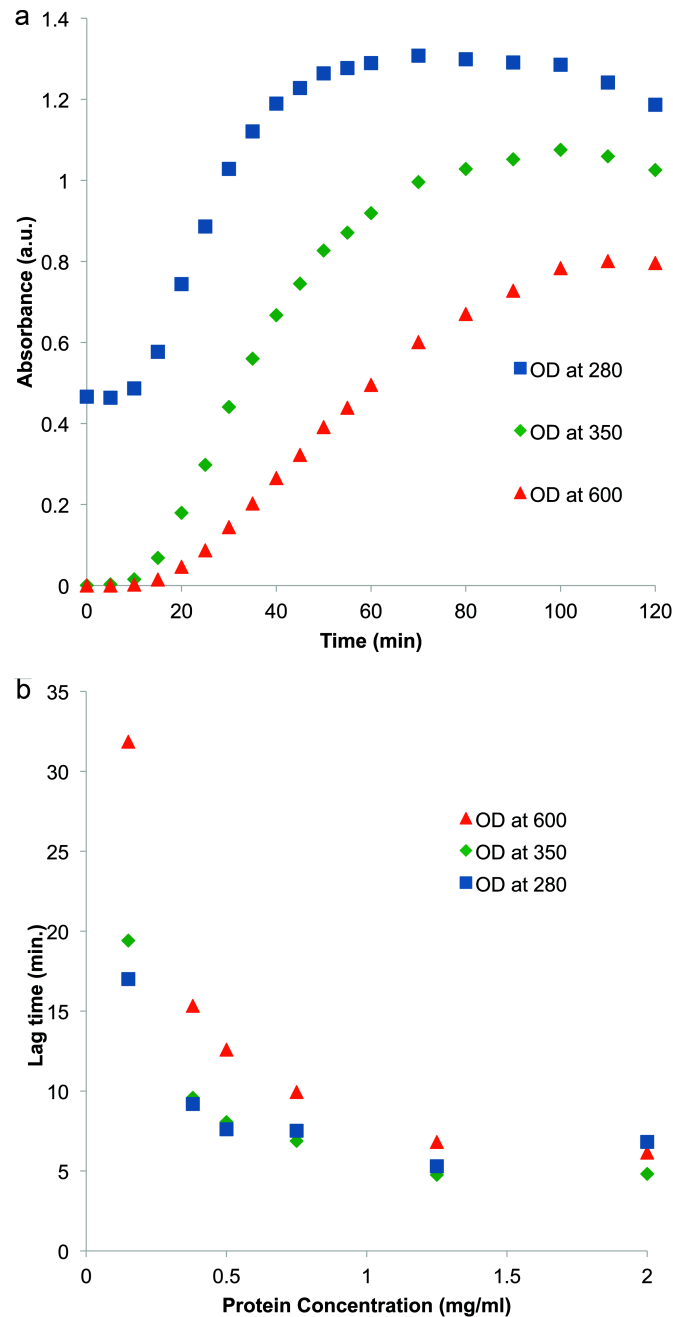 a
1.4
1.2
1
0.8
0.6
0.4
0.2
0
Absorbance (a.u.)
OD at 280
OD at 350
OD at 600
0 20 40 60 80 100 120
Time (min)
b
35
30
25
20
15
10
5
0
Lag time (min.)
OD at 600
OD at 350
OD at 280
0 0.5 1 1.5 2
Protein Concentration (mg/ml)